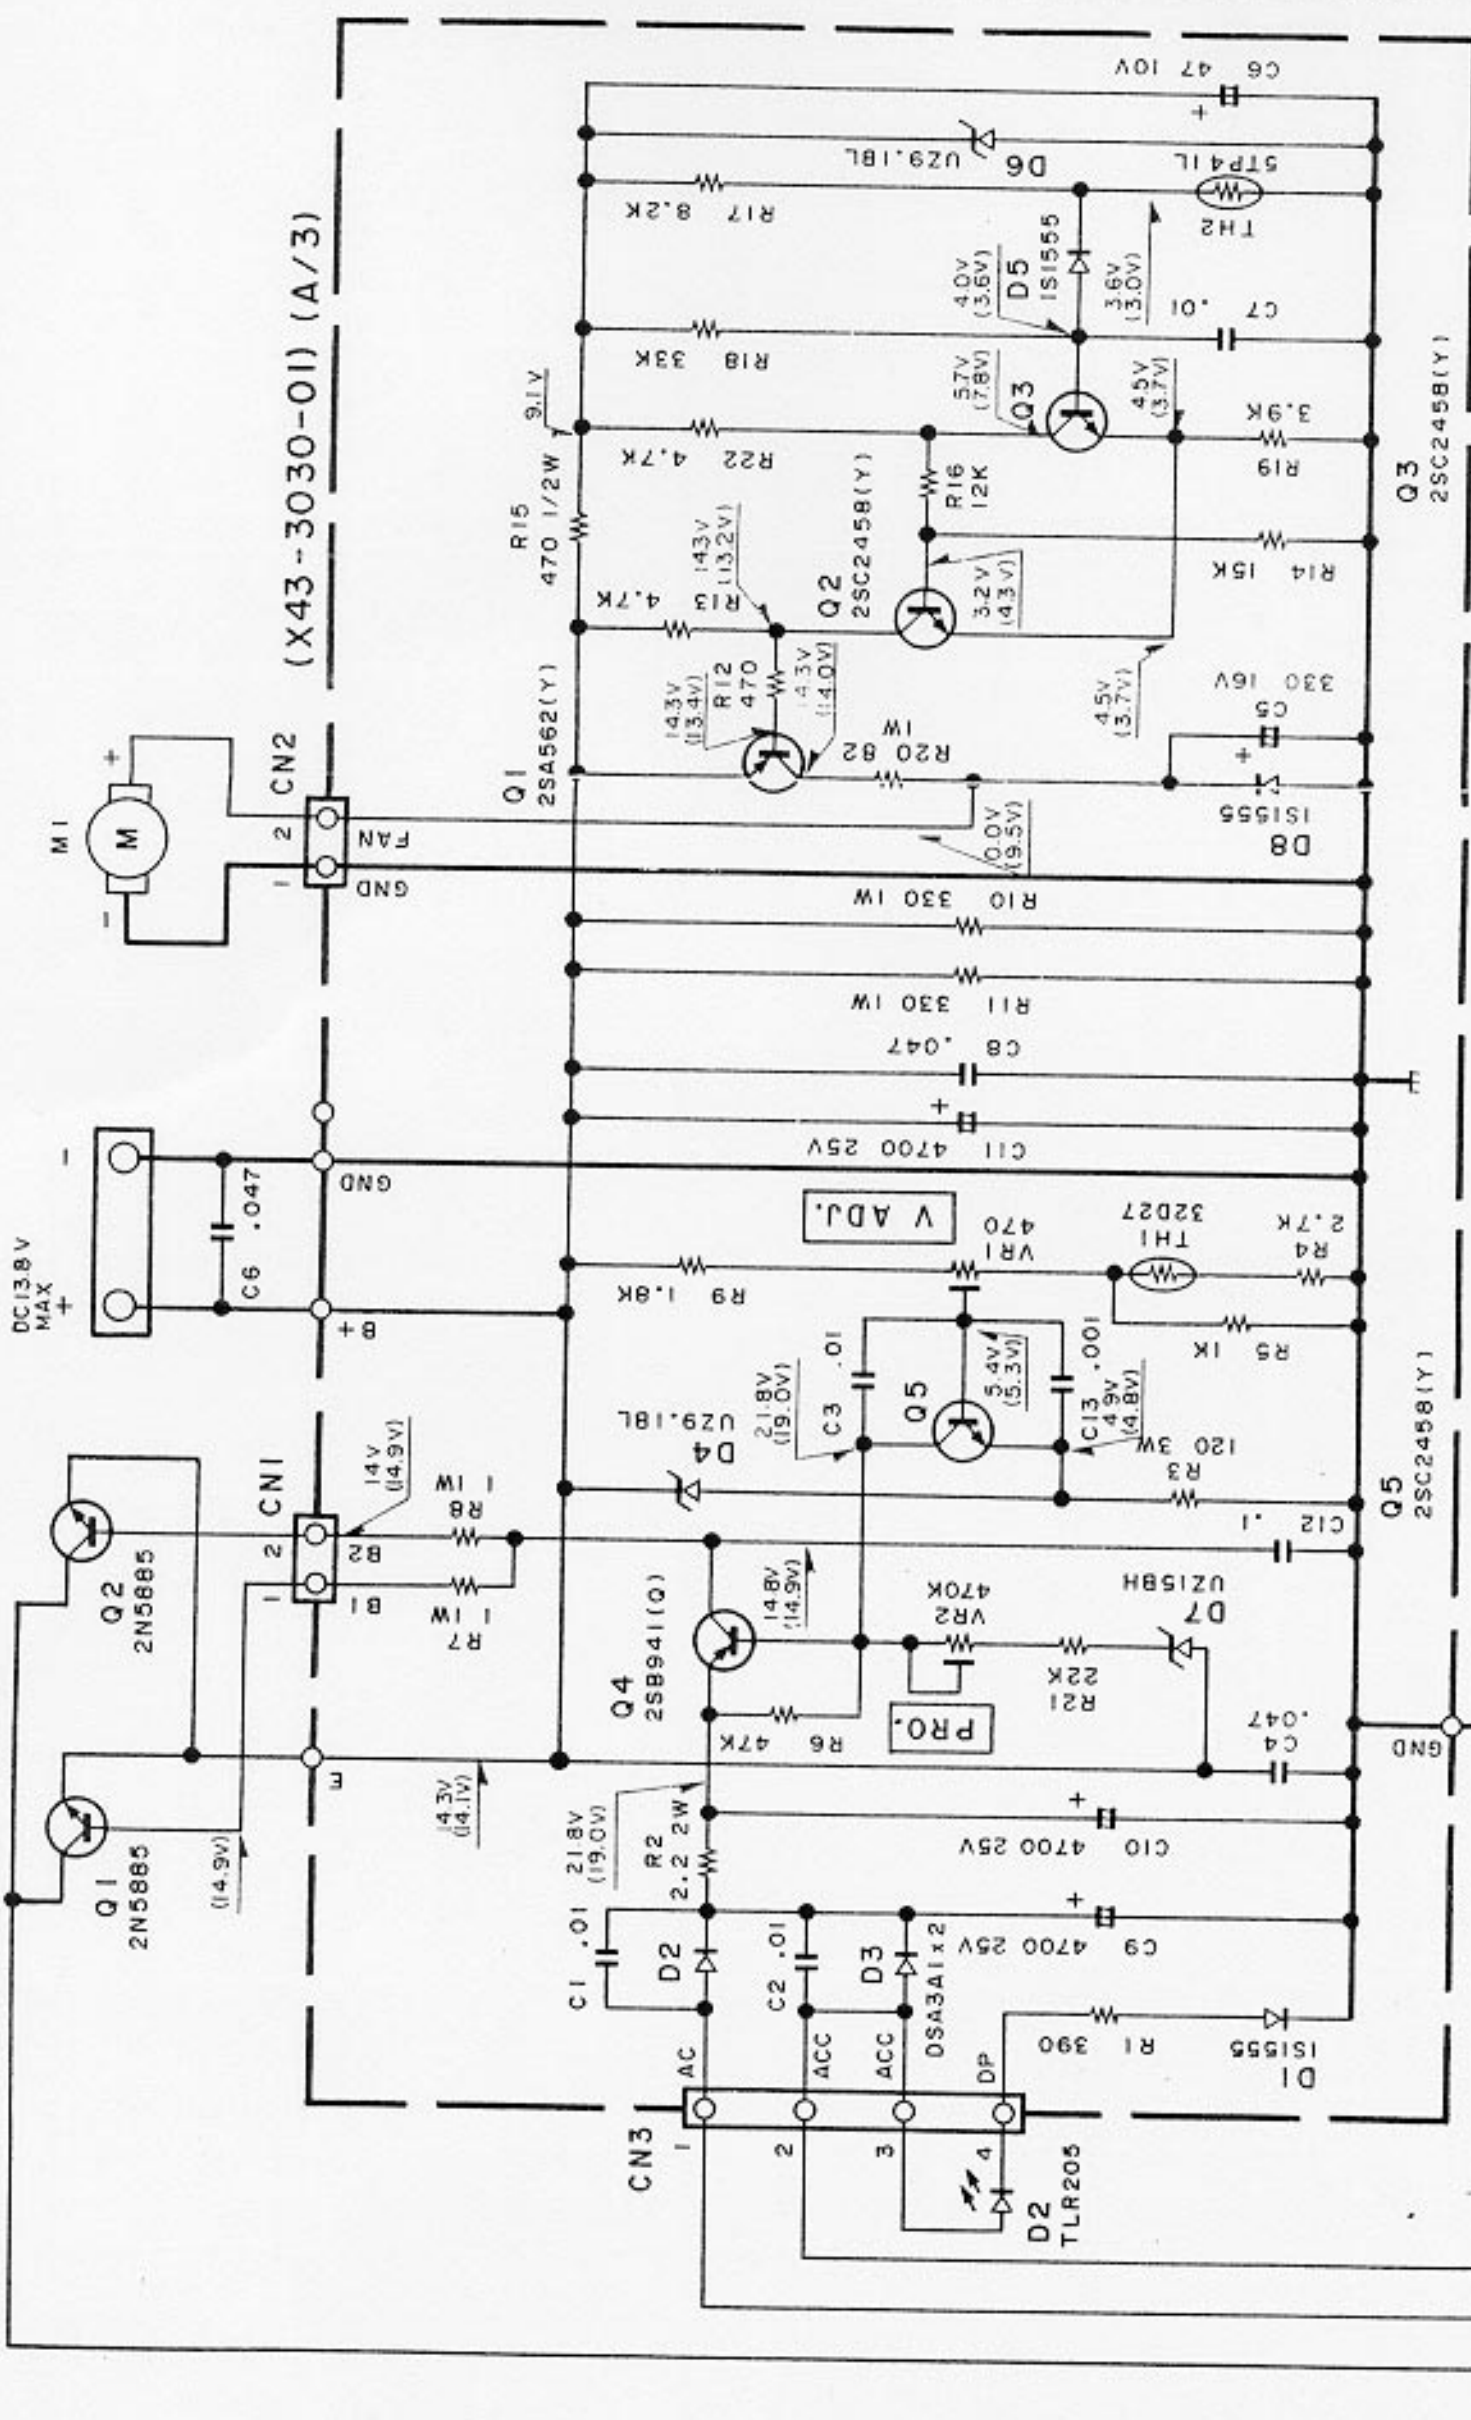 C6 47 10V
+
D6
UZ9.1BL
5TP41L
TH2
R17 8.2K
D5
1S1555
4.0V
(3.6V)
3.6V
(3.0V)
C7 .01
R18 33K
(X43-3030-01) (A/3)
9.1V
5.7V
(7.8V)
Q3
4.5V
(3.7V)
3.9K
R19
R22 4.7K
R15
470 1/2W
R16
12K
Q3
2SC2458(Y)
Q2
2SC2458(Y)
14.3V
(13.2V)
4.7K
R13
3.2V
(4.3V)
R14 15K
14.3V
(13.4V)
R12
470
14.3V
(14.0V)
Q1
2SA562(Y)
R20 82
1W
4.5V
(3.7V)
330 16V
C5
+
1S1555
D8
M1
M
+
-
CN2
2
1
FAN
GND
0.0V
(9.5V)
R10 330 1W
R11 330 1W
C8 .047
+
C11 4700 25V
DC13.8V
MAX
+
-
C6 .047
GND
B+
V ADJ.
470
VR1
32D27
TH1
2.7K
R4
R9 1.8K
R5 1K
C3 .01
21.8V
(19.0V)
Q5
5.4V
(5.3V)
C13 .001
4.9V
(4.8V)
UZ9.1BL
D4
120 3W
R3
Q5
2SC2458(Y)
C12 .1
CN1
2
1
B2
B1
14V
(14.9V)
1 1W
R8
1 1W
R7
Q2
2N5885
Q4
2SB941(Q)
14.8V
(14.9V)
470K
VR2
22K
R21
UZ15BH
D7
PRO.
R6 47K
.047
C4
GND
E
14.3V
(14.1V)
Q1
2N5885
(14.9V)
21.8V
(19.0V)
R2
2.2 2W
+
C10 4700 25V
+
C9 4700 25V
C1 .01
D2
C2 .01
D3
DSA3A1x2
AC
ACC
ACC
DP
R1 390
1S1555
D1
CN3
1
2
3
4
D2
TLR205